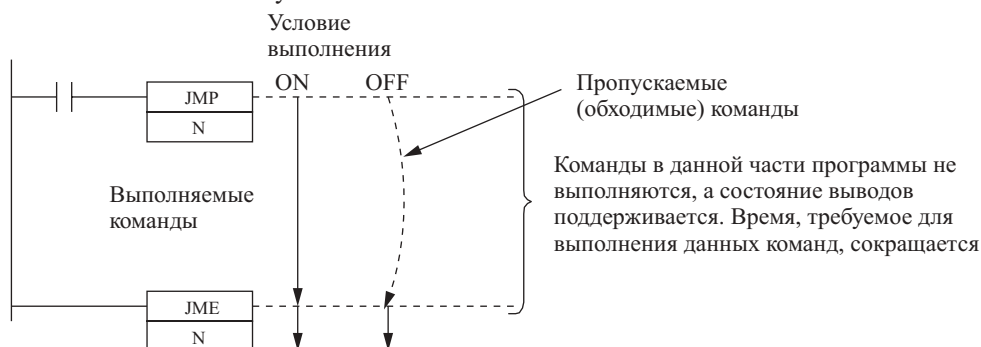 Условие
выполнения
ON OFF
JMP
N
Пропускаемые
(обходимые) команды
Выполняемые
команды
Команды в данной части программы не
выполняются, а состояние выводов
поддерживается. Время, требуемое для
выполнения данных команд, сокращается
JME
N